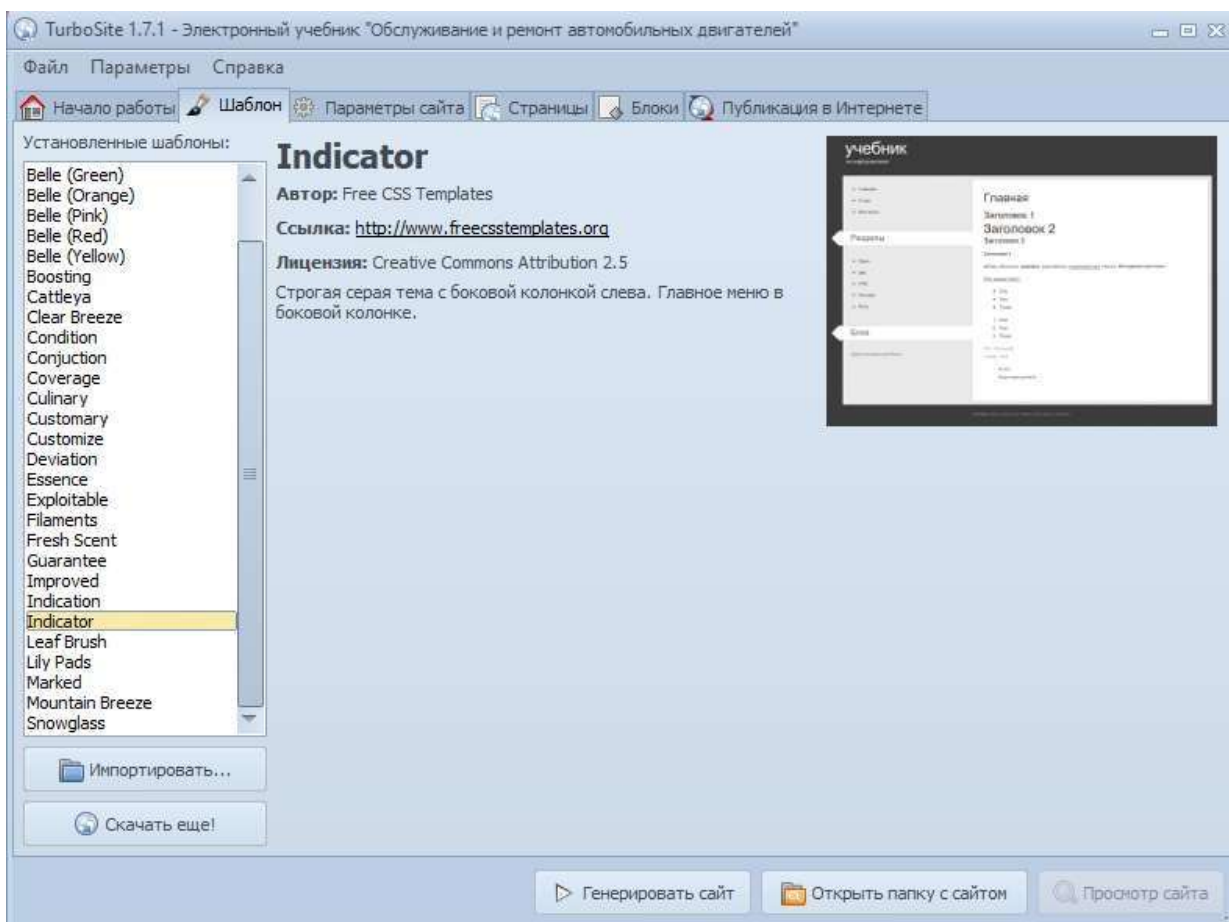 TurboSite 1.7.1 - Электронный учебник "Обслуживание и ремонт автомобильных двигателей"
Файл Параметры Справка
Начало работы Шаблон Параметры сайта Страницы Блоки Публикация в Интернете
Установленные шаблоны:
Belle (Green)
Belle (Orange)
Belle (Pink)
Belle (Red)
Belle (Yellow)
Boosting
Cattleya
Clear Breeze
Condition
Conjuction
Coverage
Culinary
Customary
Customize
Deviation
Essence
Exploitable
Filaments
Fresh Scent
Guarantee
Improved
Indication
Indicator
Leaf Brush
Lily Pads
Marked
Mountain Breeze
Snowglass
Импортировать...
Скачать еще!
Indicator
Автор: Free CSS Templates
Ссылка: http://www.freecsstemplates.org
Лицензия: Creative Commons Attribution 2.5
Строгая серая тема с боковой колонкой слева. Главное меню в
боковой колонке.
учебник
Разделы
Блок
Главная
Заголовок 1
Заголовок 2
Заголовок 3
Генерировать сайт Открыть папку с сайтом Просмотр сайта